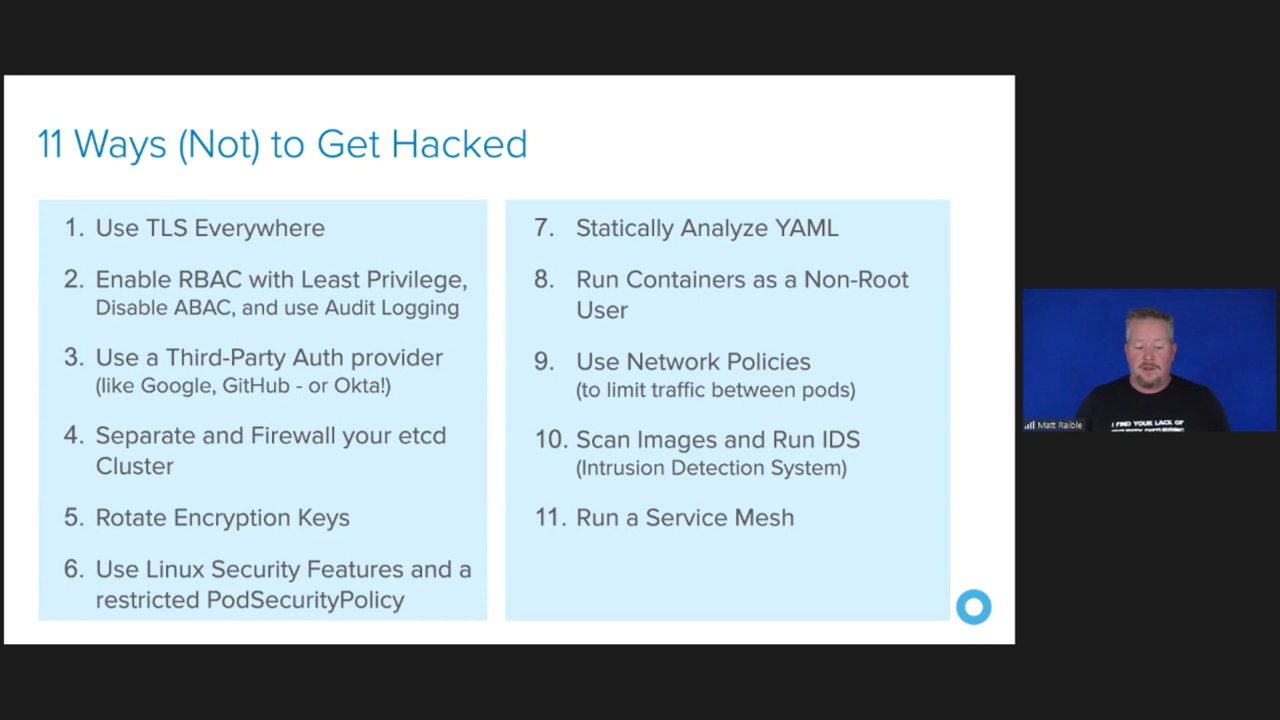 11 Ways (Not) to Get Hacked
1. Use TLS Everywhere
2. Enable RBAC with Least Privilege,
Disable ABAC, and use Audit Logging
3. Use a Third-Party Auth provider
(like Google, GitHub - or Okta!)
4. Separate and Firewall your etcd
Cluster
5. Rotate Encryption Keys
6. Use Linux Security Features and a
restricted PodSecurityPolicy
7. Statically Analyze YAML
8. Run Containers as a Non-Root
User
9. Use Network Policies
(to limit traffic between pods)
10. Scan Images and Run IDS
(Intrusion Detection System)
11. Run a Service Mesh
I FIND YOUR LACK OF
Matt Raible